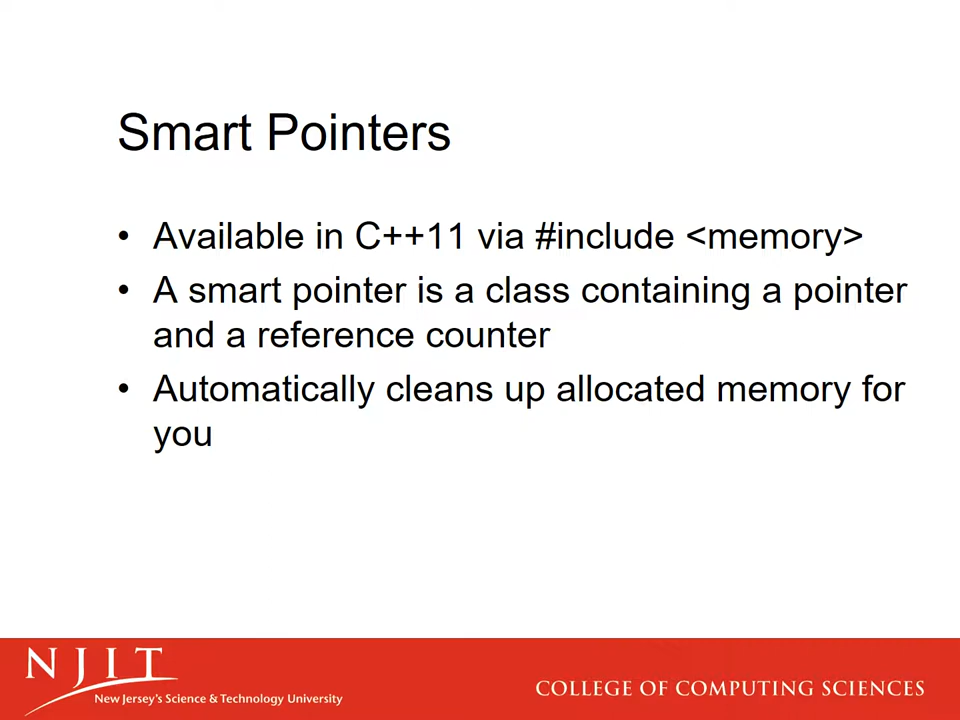 Smart Pointers
• Available in C++11 via #include <memory>
• A smart pointer is a class containing a pointer
and a reference counter
• Automatically cleans up allocated memory for
you
NJIT
New Jersey's Science & Technology University
COLLEGE OF COMPUTING SCIENCES